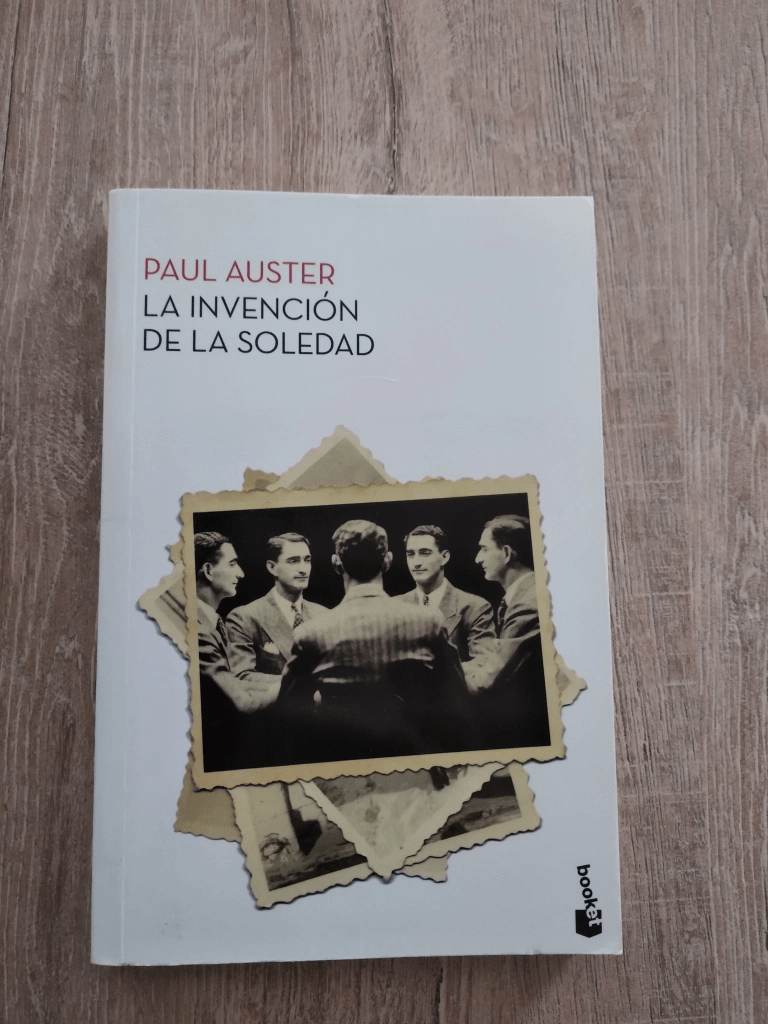 PAUL AUSTER
LA INVENCIÓN
DE LA SOLEDAD
booket